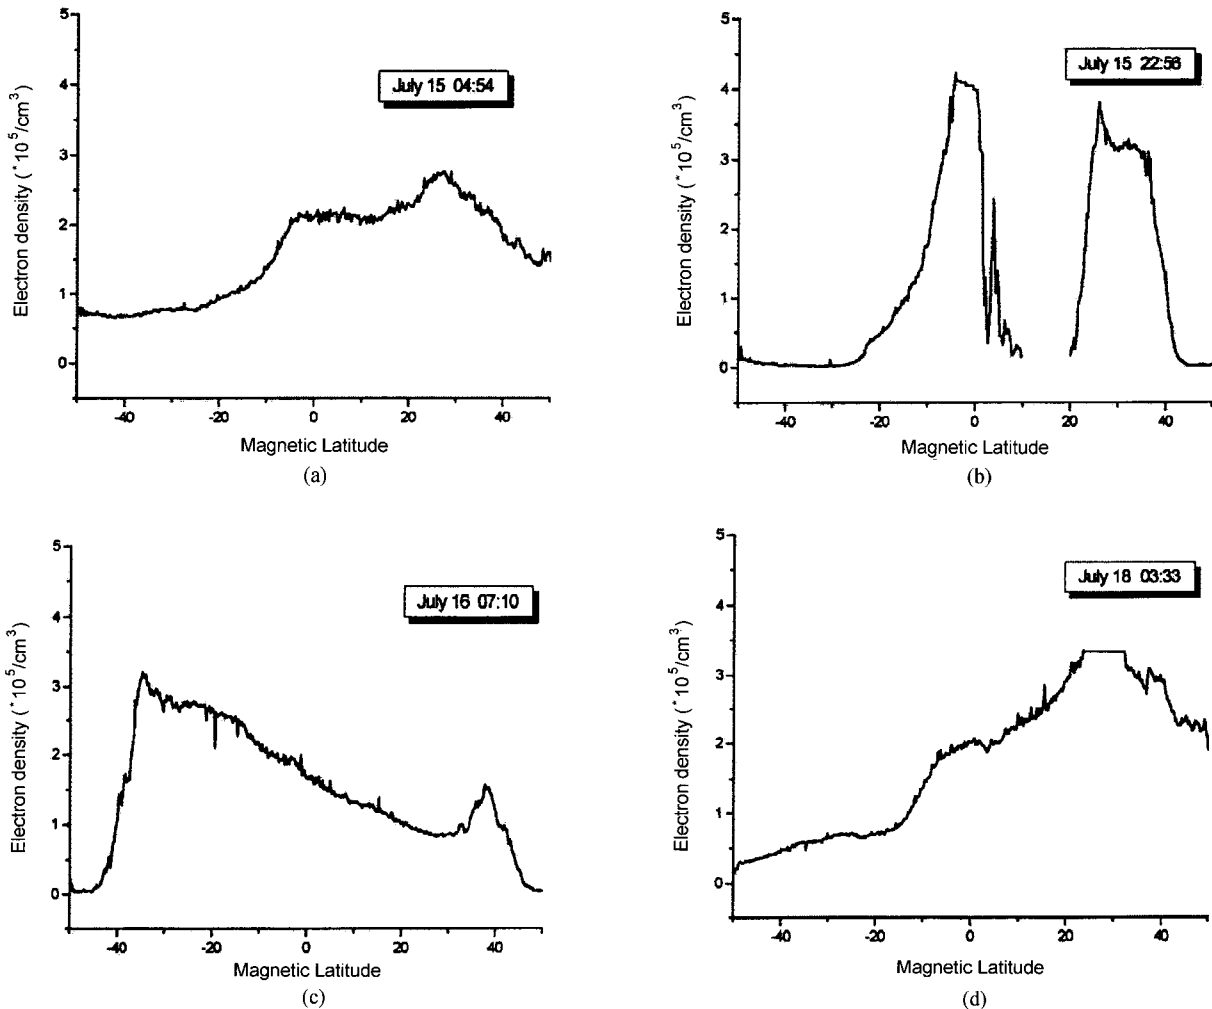 5
4
3
2
1
0
Electron density ( *10^5/cm^3)
July 15 04:54
-40 -20 0 20 40
Magnetic Latitude
(a)
5
4
3
2
1
0
Electron density ( *10^5/cm^3)
July 15 22:56
-40 -20 0 20 40
Magnetic Latitude
(b)
5
4
3
2
1
0
Electron density ( *10^5/cm^3)
July 16 07:10
-40 -20 0 20 40
Magnetic Latitude
(c)
5
4
3
2
1
0
Electron density ( *10^5/cm^3)
July 18 03:33
-40 -20 0 20 40
Magnetic Latitude
(d)